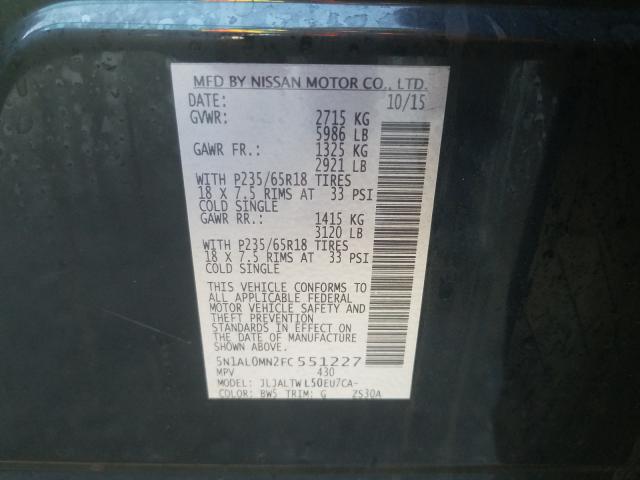 MFD BY NISSAN MOTOR CO., LTD.
DATE: 10/15
GVWR: 2715 KG
5986 LB
GAWR FR.: 1325 KG
2921 LB
WITH P235/65R18 TIRES
18 X 7.5 RIMS AT 33 PSI
COLD SINGLE
GAWR RR.: 1415 KG
3120 LB
WITH P235/65R18 TIRES
18 X 7.5 RIMS AT 33 PSI
COLD SINGLE
THIS VEHICLE CONFORMS TO
ALL APPLICABLE FEDERAL
MOTOR VEHICLE SAFETY AND
THEFT PREVENTION
STANDARDS IN EFFECT ON
THE DATE OF MANUFACTURE
SHOWN ABOVE.
5N1AL0MN2FC551227
MPV 430
MODEL: JLJALTWL50EU7CA-
COLOR: BW5 TRIM: G ZS30A